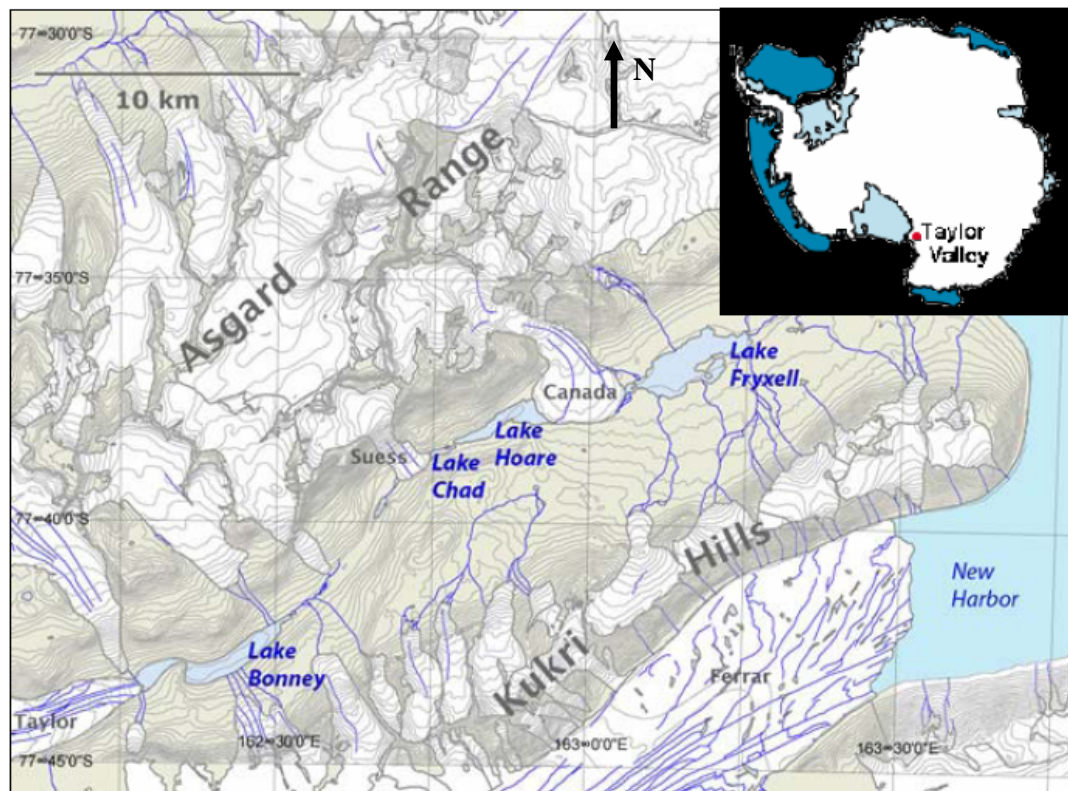 77=30'0"S
10 km
N
Asgard Range
Taylor
Valley
77=35'0"S
Lake
Fryxell
Canada
Lake
Hoare
Suess
Lake
Chad
77=40'0"S
Kukri Hills
New
Harbor
Lake
Bonney
Ferrar
Taylor
162=30'0"E
163=0'0"E
163=30'0"E
77=45'0"S